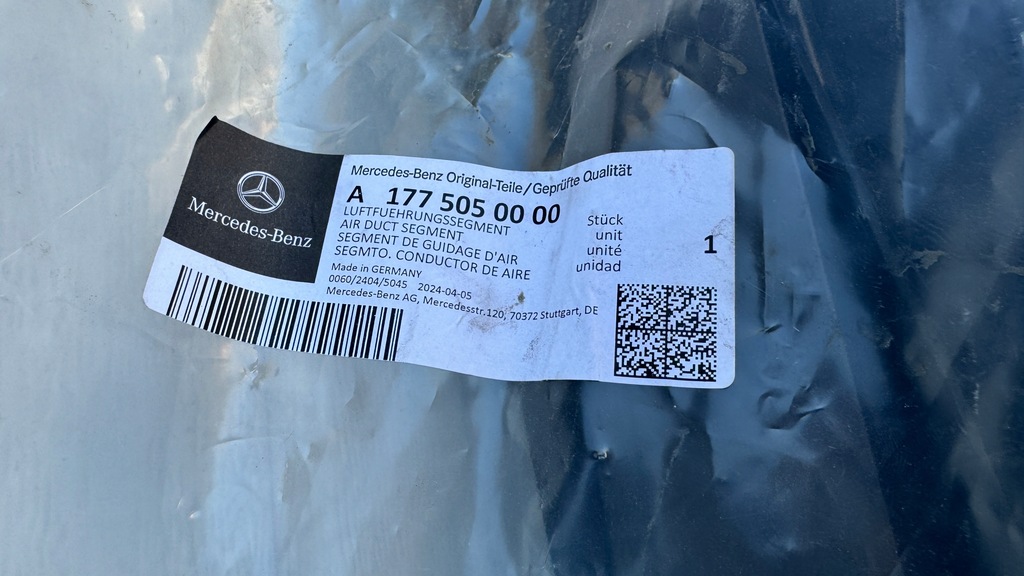 Mercedes-Benz
Mercedes-Benz Original-Teile/Geprüfte Qualität
A 177 505 00 00
LUFTFUEHRUNGSSEGMENT
AIR DUCT SEGMENT
SEGMENT DE GUIDAGE D'AIR
SEGMTO. CONDUCTOR DE AIRE
Stück
unit
unité
unidad
1
Made in GERMANY
0060/2404/5045 2024-04-05
Mercedes-Benz AG, Mercedesstr.120, 70372 Stuttgart, DE